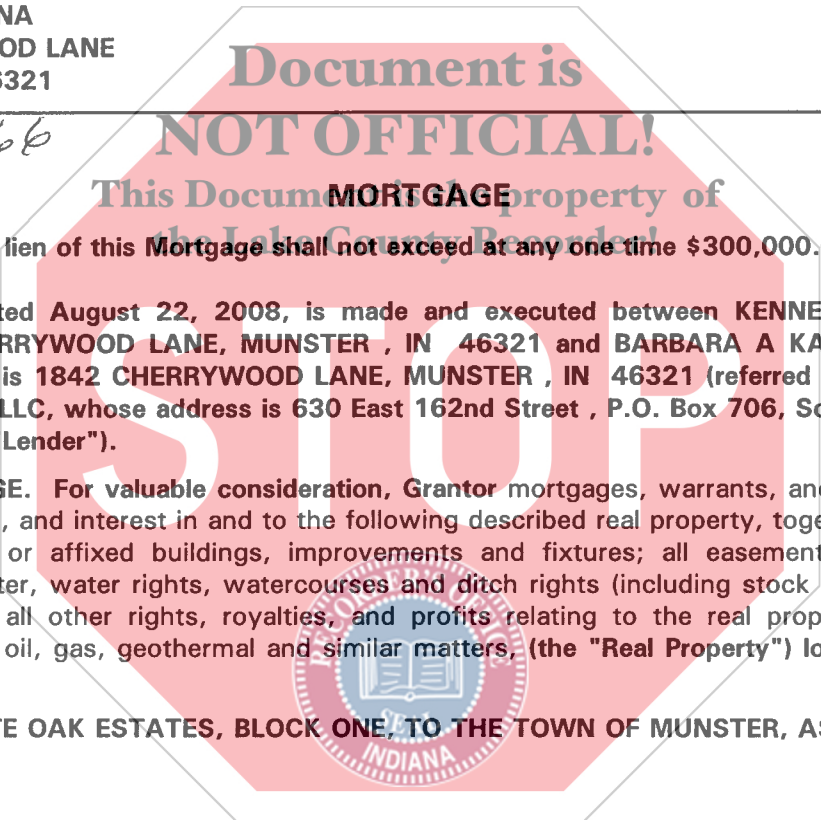 NA
OD LANE
6321
Document is
66
NOT OFFICIAL!
This Document is the property of
MORTGAGE
the Lake County Recorder!
lien of this Mortgage shall not exceed at any one time $300,000.
ted August 22, 2008, is made and executed between KENNE
RRYWOOD LANE, MUNSTER , IN 46321 and BARBARA A KA
is 1842 CHERRYWOOD LANE, MUNSTER , IN 46321 (referred
LLC, whose address is 630 East 162nd Street , P.O. Box 706, So
Lender").
STOP
GE. For valuable consideration, Grantor mortgages, warrants, and
, and interest in and to the following described real property, toge
or affixed buildings, improvements and fixtures; all easement
ter, water rights, watercourses and ditch rights (including stock
all other rights, royalties, and profits relating to the real prop
oil, gas, geothermal and similar matters, (the "Real Property") lo
RECORDER'S OFFICE
SEAL
INDIANA
TE OAK ESTATES, BLOCK ONE, TO THE TOWN OF MUNSTER, AS